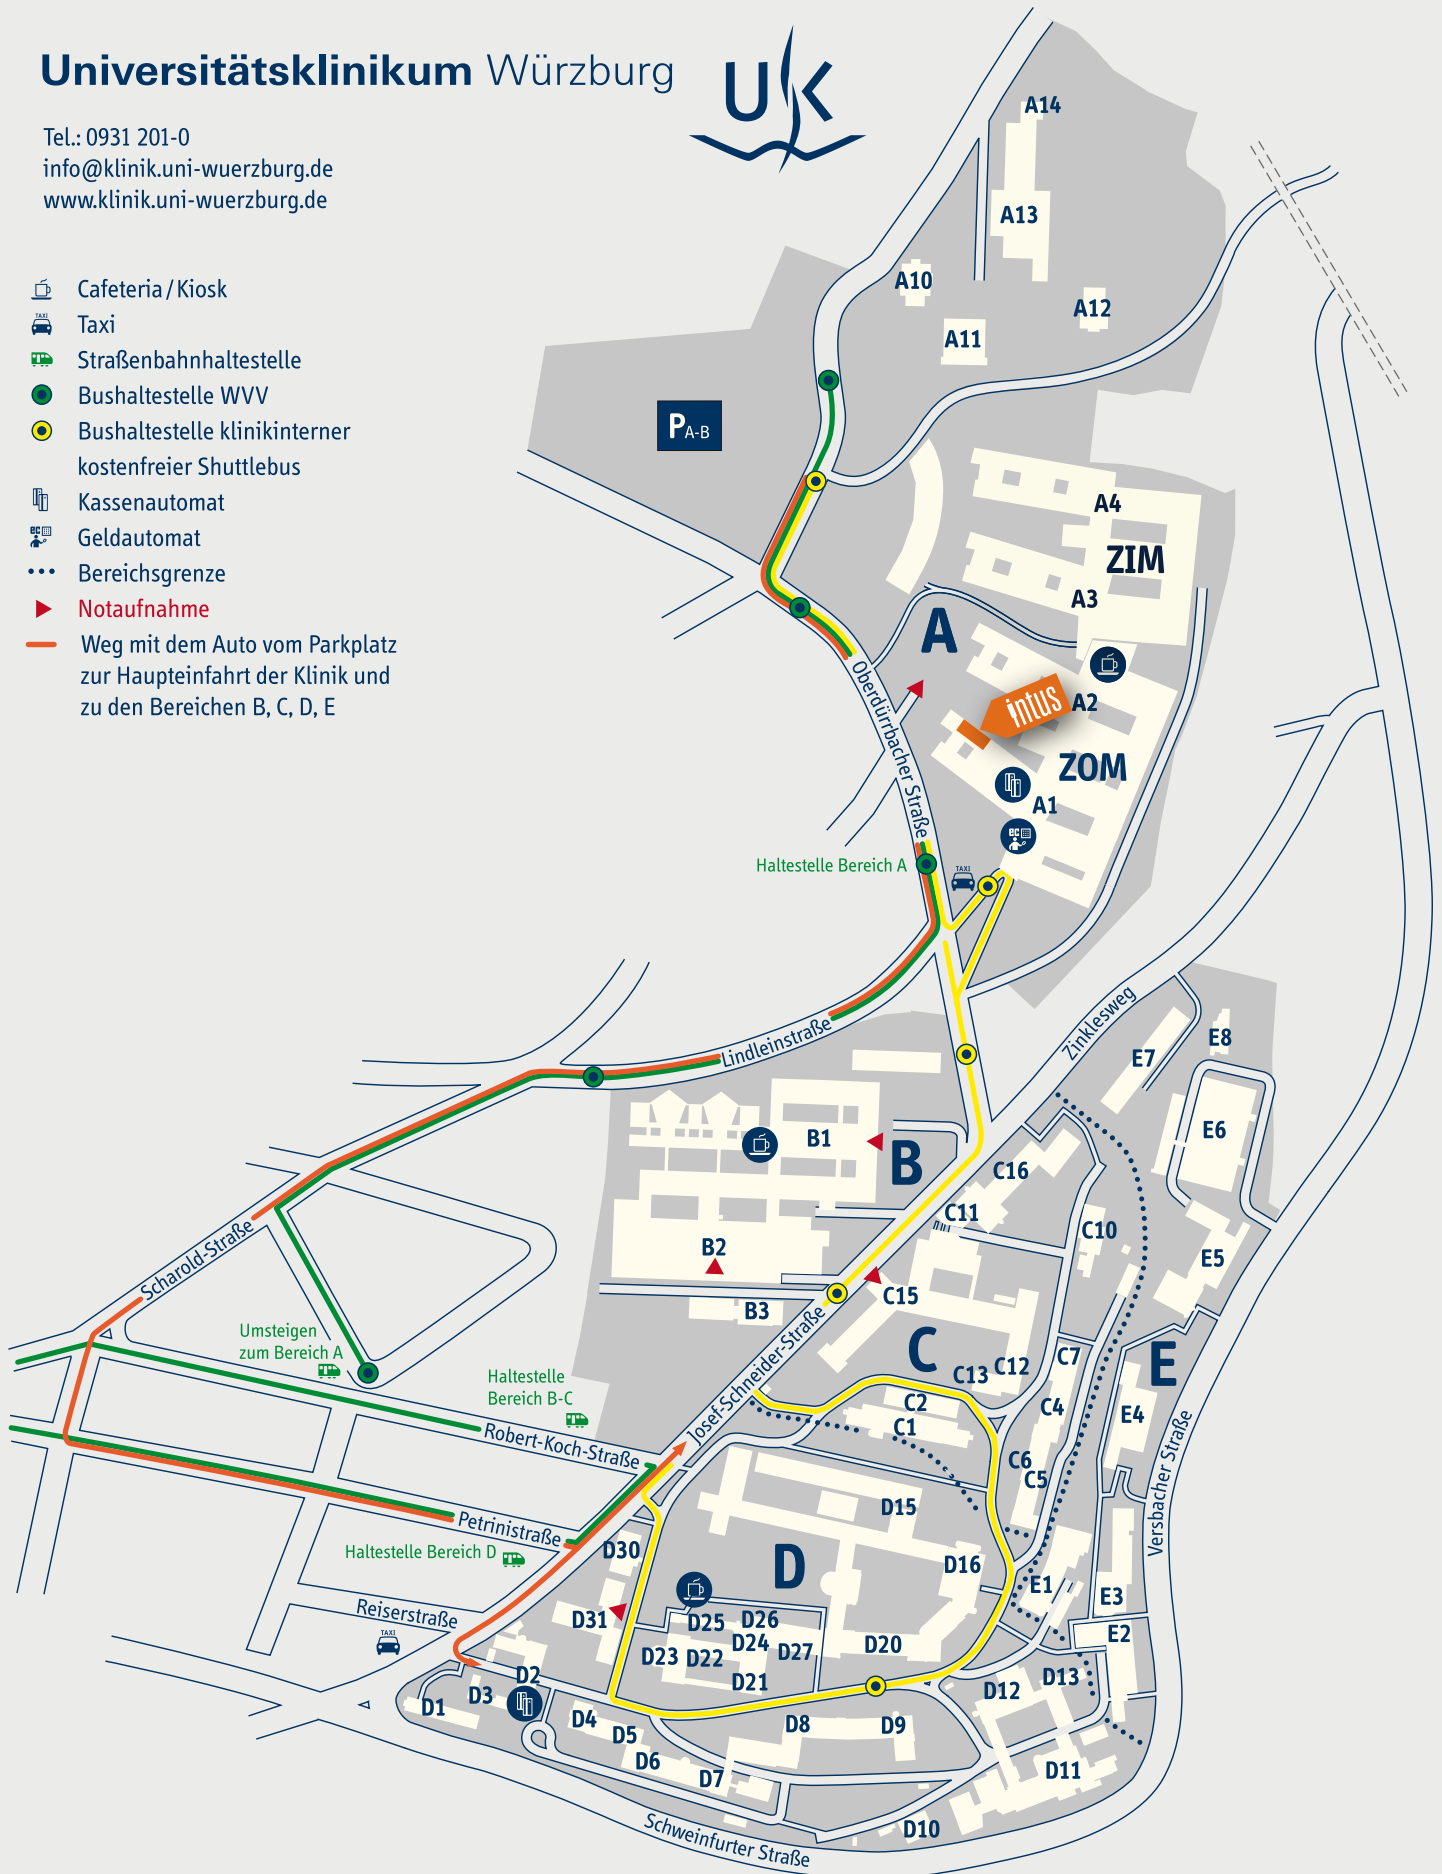 Universitätsklinikum Würzburg
UK
Tel.: 0931 201-0
info@klinik.uni-wuerzburg.de
www.klinik.uni-wuerzburg.de
Cafeteria/Kiosk
TAXI
Taxi
Straßenbahnhaltestelle
Bushaltestelle WVV
Bushaltestelle klinikinterner
kostenfreier Shuttlebus
Kassenautomat
EC
Geldautomat
Bereichsgrenze
Notaufnahme
Weg mit dem Auto vom Parkplatz
zur Haupteinfahrt der Klinik und
zu den Bereichen B, C, D, E
A14
A13
A10
A12
A11
PA-B
A4
ZIM
A3
A
A2
intus
ZOM
A1
EC
Oberdürrbacher Straße
Haltestelle Bereich A
TAXI
Zinklesweg
Lindleinstraße
E8
E7
E6
B1
B
C16
C11
C10
E5
B2
B3
C15
C
C13
C12
C7
E
Scharold-Straße
Umsteigen
zum Bereich A
Haltestelle
Bereich B-C
Josef-Schneider-Straße
C2
C1
C4
E4
C6
C5
Robert-Koch-Straße
Versbacher Straße
D15
Petrinistraße
Haltestelle Bereich D
D30
D
D16
E1
E3
Reiserstraße
TAXI
D31
D25
D26
D24
D27
D20
E2
D23
D22
D21
D2
D3
D1
D12
D13
D4
D5
D6
D7
D8
D9
D11
D10
Schweinfurter Straße